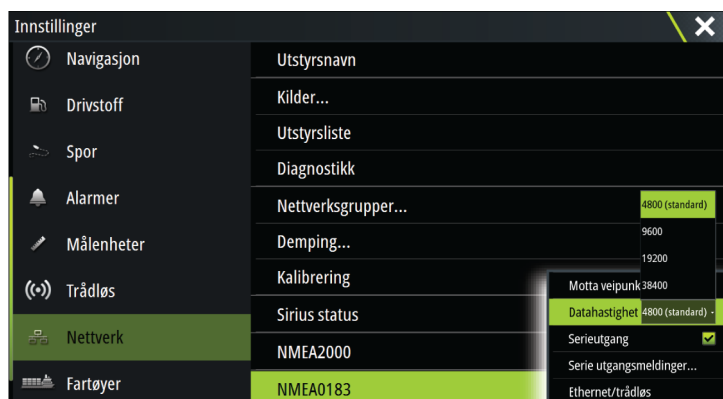 Innstillinger
Navigasjon
Drivstoff
Spor
Alarmer
Målenheter
Trådløs
Nettverk
Fartøyer
Utstyrsnavn
Kilder...
Utstyrsliste
Diagnostikk
Nettverksgrupper...
Demping...
Kalibrering
Sirius status
NMEA2000
NMEA0183
4800 (standard)
9600
19200
38400
Motta veipunk
Datahastighet 4800 (standard)
Serieutgang
Serie utgangsmeldinger...
Ethernet/trådløs